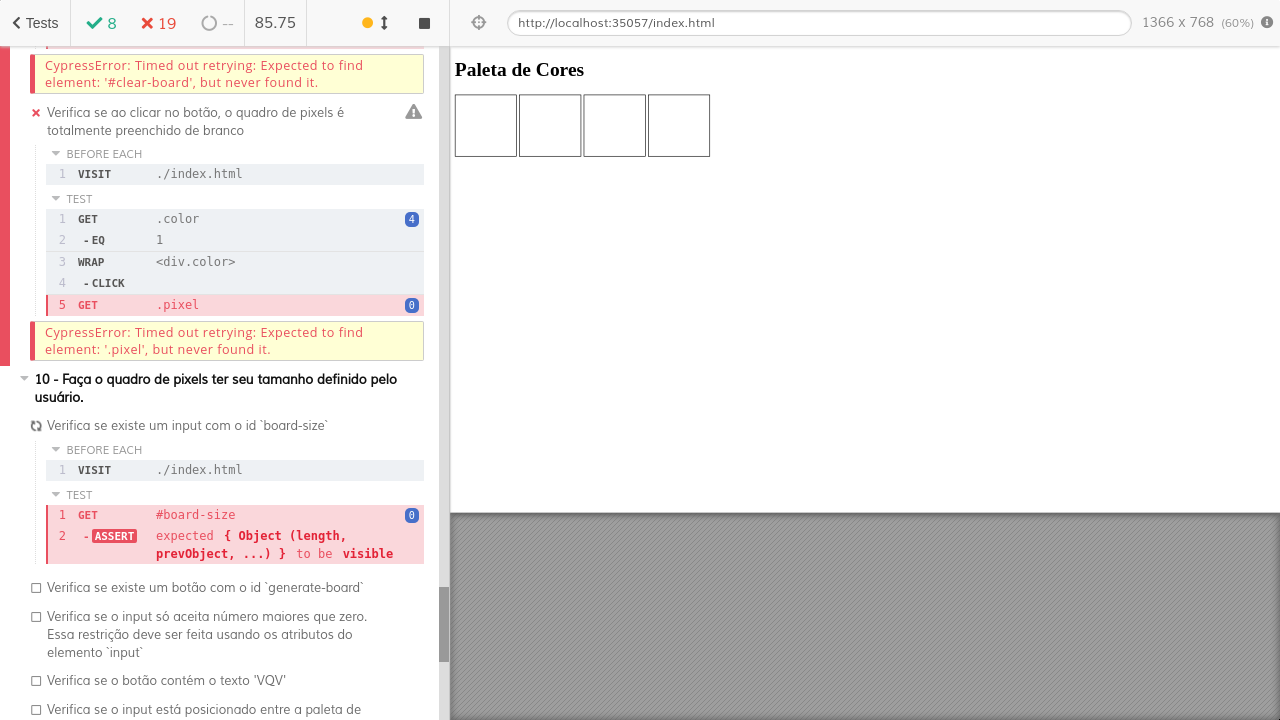 Tests 8 19 -- 85.75
http://localhost:35057/index.html 1366 x 768 (60%)
CypressError: Timed out retrying: Expected to find
element: '#clear-board', but never found it.
Verifica se ao clicar no botão, o quadro de pixels é
totalmente preenchido de branco
BEFORE EACH
1 VISIT ./index.html
TEST
1 GET .color 4
2 -EQ 1
3 WRAP <div.color>
4 -CLICK
5 GET .pixel 0
CypressError: Timed out retrying: Expected to find
element: '.pixel', but never found it.
10 - Faça o quadro de pixels ter seu tamanho definido pelo
usuário.
Verifica se existe um input com o id `board-size`
BEFORE EACH
1 VISIT ./index.html
TEST
1 GET #board-size 0
2 -ASSERT expected { Object (length,
prevObject, ...) } to be visible
Verifica se existe um botão com o id `generate-board`
Verifica se o input só aceita número maiores que zero.
Essa restrição deve ser feita usando os atributos do
elemento `input`
Verifica se o botão contém o texto 'VQV'
Verifica se o input está posicionado entre a paleta de
Paleta de Cores